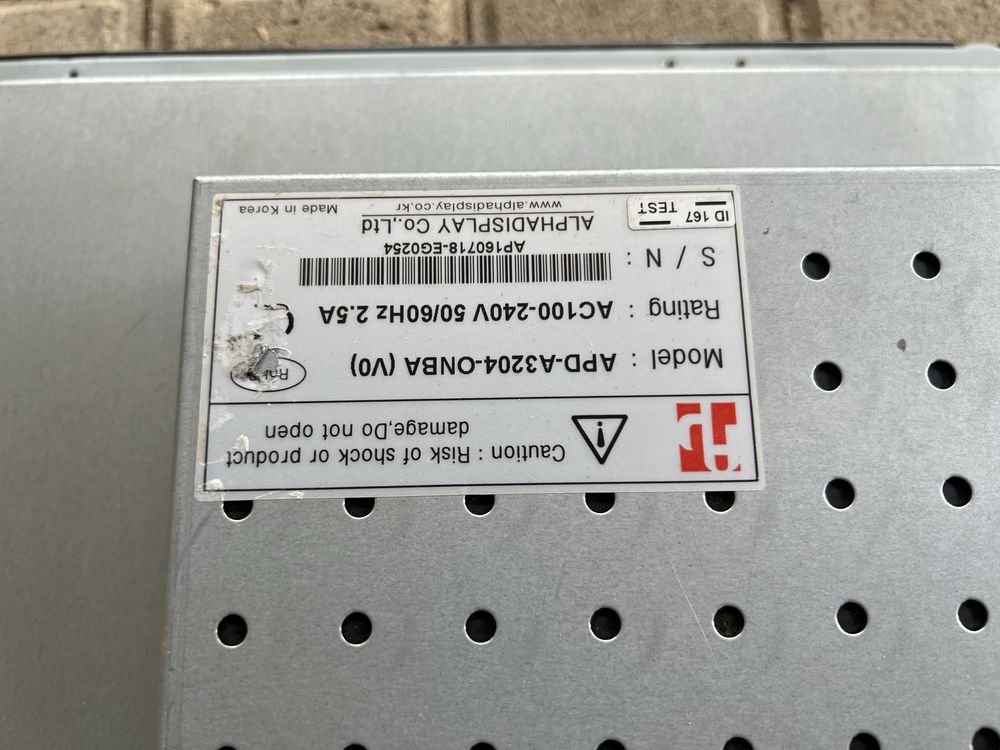 Caution : Risk of shock or product
damage,Do not open
Model : APD-A3204-ONBA (V0)
Rating : AC100-240V 50/60Hz 2.5A
S / N :
AP160718-EG0254
ID 167
TEST
ALPHADISPLAY Co.,Ltd
www.alphadisplay.co.kr
Made in Korea